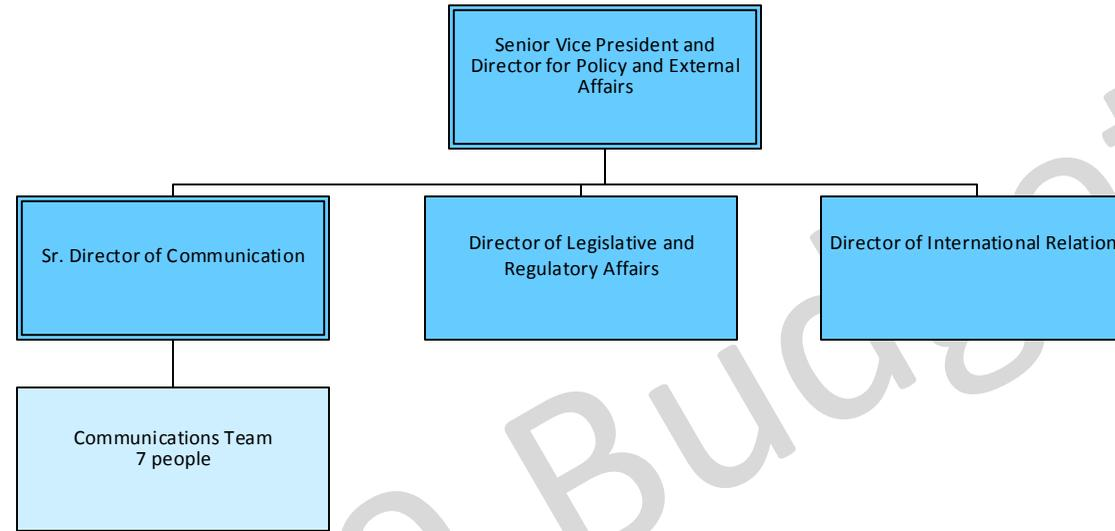 Senior Vice President and
Director for Policy and External
Affairs
Sr. Director of Communication
Director of Legislative and
Regulatory Affairs
Director of International Relation
Communications Team
7 people
Budget